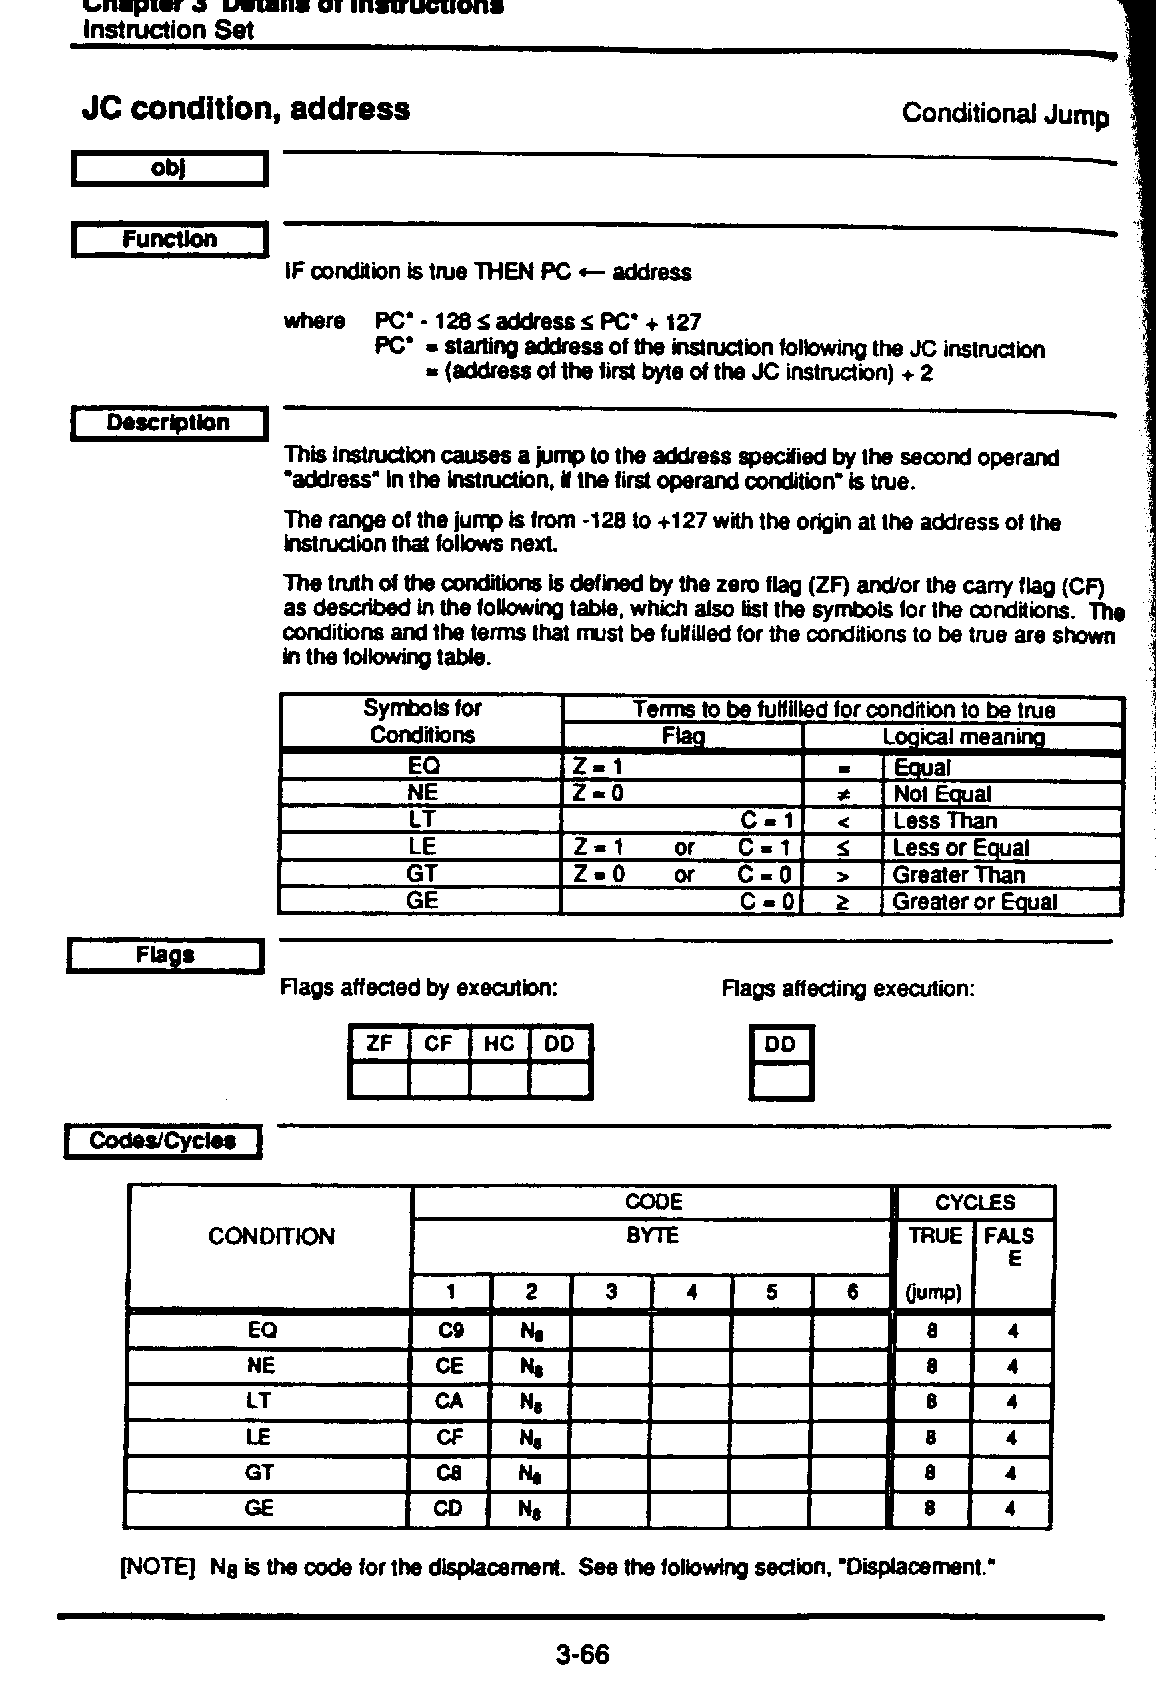 Chapter 3 Details of Instructions
Instruction Set
JC condition, address
Conditional Jump
obj
Function
IF condition is true THEN PC ← address
where PC* - 128 ≤ address ≤ PC* + 127
PC* = starting address of the instruction following the JC instruction
= (address of the first byte of the JC instruction) + 2
Description
This instruction causes a jump to the address specified by the second operand
"address" in the instruction, if the first operand condition" is true.
The range of the jump is from -128 to +127 with the origin at the address of the
instruction that follows next.
The truth of the conditions is defined by the zero flag (ZF) and/or the carry flag (CF)
as described in the following table, which also list the symbols for the conditions. The
conditions and the terms that must be fulfilled for the conditions to be true are shown
in the following table.
Symbols for Terms to be fulfilled for condition to be true
Conditions Flag Logical meaning
EQ Z = 1 = Equal
NE Z = 0 ≠ Not Equal
LT C = 1 < Less Than
LE Z = 1 or C = 1 ≤ Less or Equal
GT Z = 0 or C = 0 > Greater Than
GE C = 0 ≥ Greater or Equal
Flags
Flags affected by execution: Flags affecting execution:
ZF CF HC DD DD
Codes/Cycles
CODE CYCLES
CONDITION BYTE TRUE FALS
E
1 2 3 4 5 6 (jump)
EQ C9 N8 8 4
NE CE N8 8 4
LT CA N8 8 4
LE CF N8 8 4
GT C8 N8 8 4
GE CD N8 8 4
[NOTE] N8 is the code for the displacement. See the following section, "Displacement."
3-66